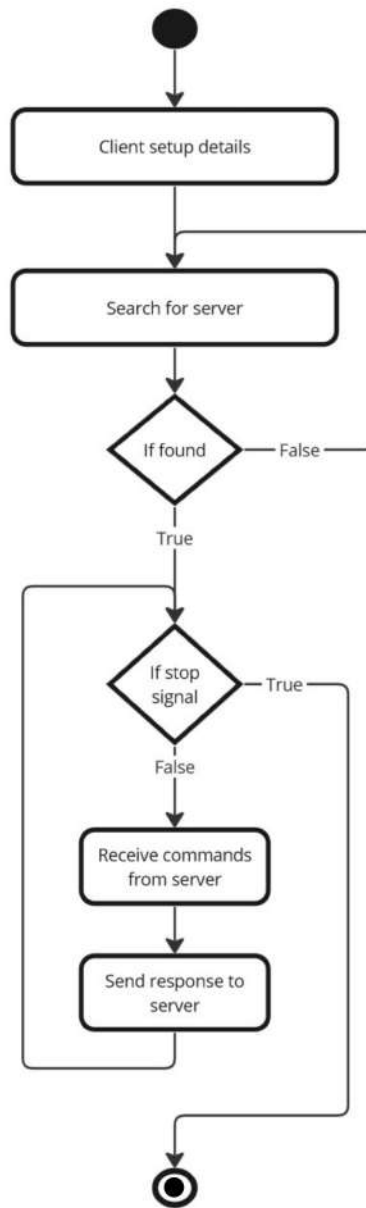 Client setup details
Search for server
If found
False
True
If stop
signal
True
False
Receive commands
from server
Send response to
server